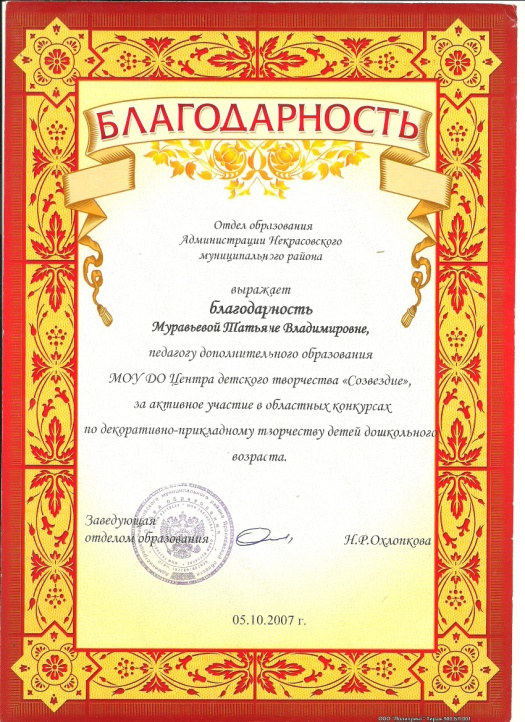 БЛАГОДАРНОСТЬ
Отдел образования
Администрации Некрасовского
муниципального района
выражает
благодарность
Муравьевой Татьяне Владимировне,
педагогу дополнительного образования
МОУ ДО Центра детского творчества «Созвездие»,
за активное участие в областных конкурсах
по декоративно-прикладному творчеству детей дошкольного
возраста.
Заведующая
отделом образования
Н.Р.Охлопкова
05.10.2007 г.